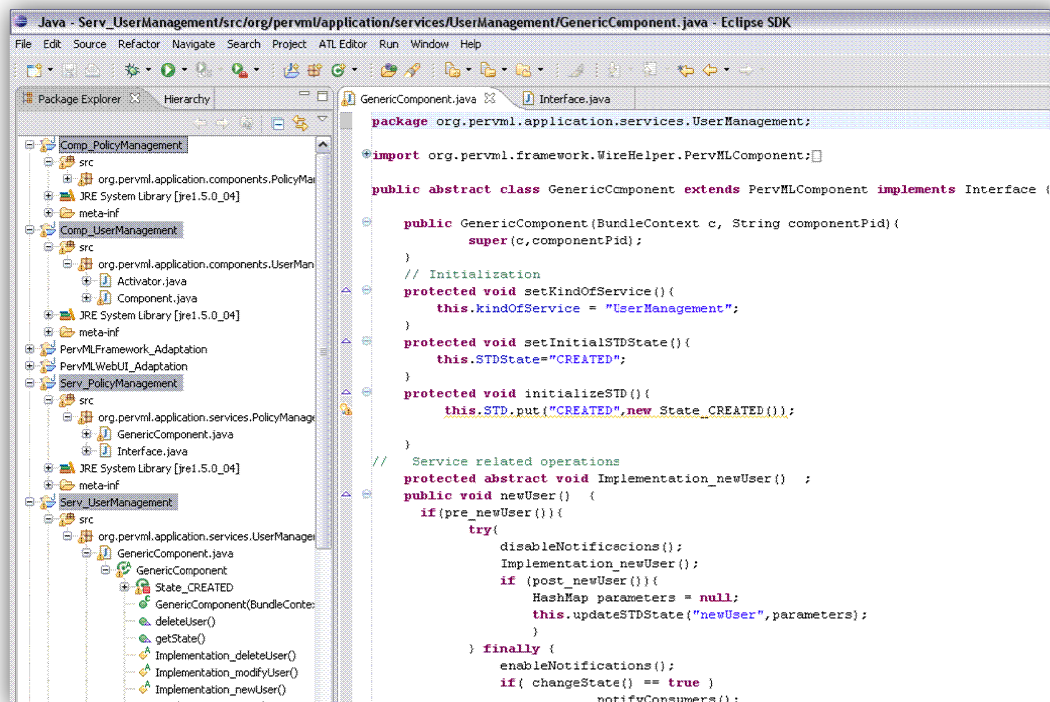 Java - Serv_UserManagement/src/org/pervml/application/services/UserManagement/GenericComponent.java - Eclipse SDK
File Edit Source Refactor Navigate Search Project ATL Editor Run Window Help
Package Explorer Hierarchy
Comp_PolicyManagement
src
org.pervml.application.components.PolicyMa
JRE System Library [jre1.5.0_04]
meta-inf
Comp_UserManagement
src
org.pervml.application.components.UserMan
Activator.java
Component.java
JRE System Library [jre1.5.0_04]
meta-inf
PervMLFramework_Adaptation
PervMLWebUI_Adaptation
Serv_PolicyManagement
src
org.pervml.application.services.PolicyManage
GenericComponent.java
Interface.java
JRE System Library [jre1.5.0_04]
meta-inf
Serv_UserManagement
src
org.pervml.application.services.UserManager
GenericComponent.java
GenericComponent
State_CREATED
GenericComponent(BundleConte
deleteUser()
getState()
Implementation_deleteUser()
Implementation_modifyUser()
Implementation_newUser()
GenericComponent.java Interface.java
package org.pervml.application.services.UserManagement;
import org.pervml.framework.WireHelper.PervMLComponent;
public abstract class GenericComponent extends PervMLComponent implements Interface {
public GenericComponent(BundleContext c, String componentPid){
super(c,componentPid);
}
// Initialization
protected void setKindOfService(){
this.kindOfService = "UserManagement";
}
protected void setInitialSTDState(){
this.STDState="CREATED";
}
protected void initializeSTD(){
this.STD.put("CREATED",new State_CREATED());
}
// Service related operations
protected abstract void Implementation_newUser() ;
public void newUser() {
if(pre_newUser()){
try{
disableNotifications();
Implementation_newUser();
if (post_newUser()){
HashMap parameters = null;
this.updateSTDState("newUser",parameters);
}
} finally {
enableNotifications();
if( changeState() == true )
notifyConsumers();